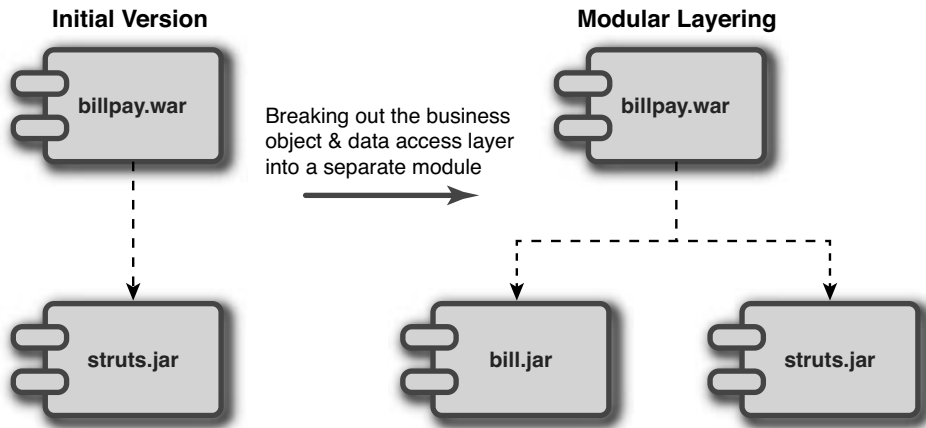 Initial Version
Modular Layering
billpay.war
billpay.war
Breaking out the business
object & data access layer
into a separate module
struts.jar
bill.jar
struts.jar